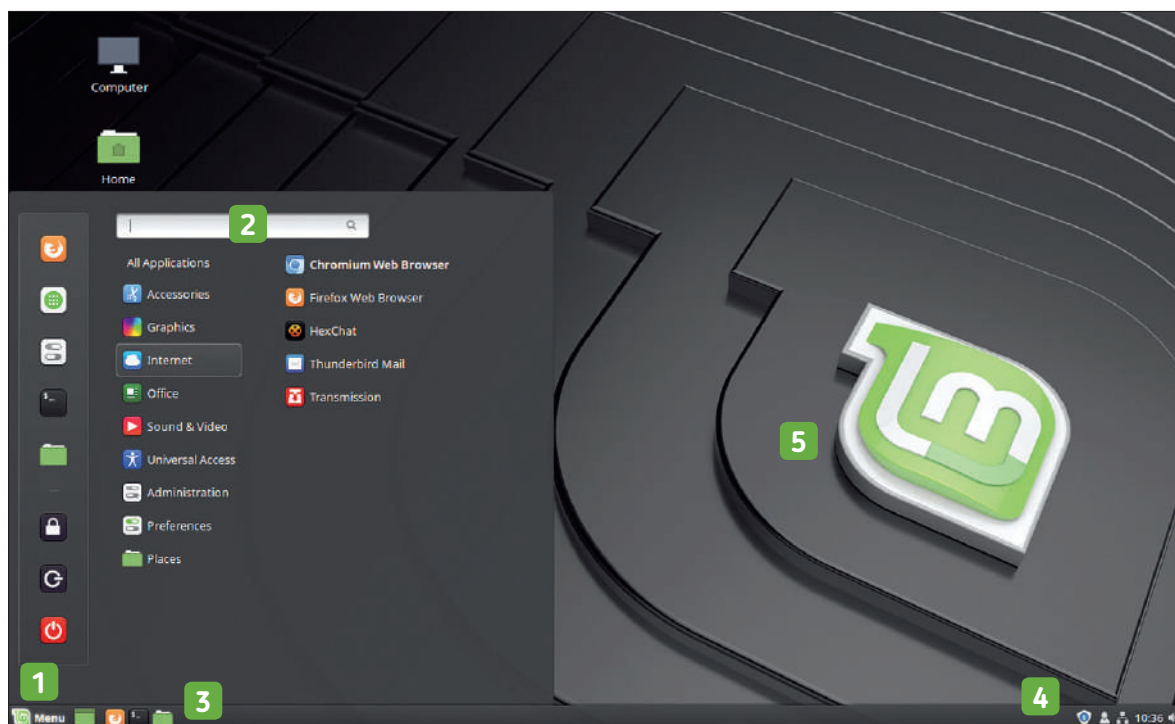 Computer
Home
2
All Applications
Accessories
Graphics
Internet
Office
Sound & Video
Universal Access
Administration
Preferences
Places
Chromium Web Browser
Firefox Web Browser
HexChat
Thunderbird Mail
Transmission
$_
lm
5
1
3
4
Menu
$_
10:36